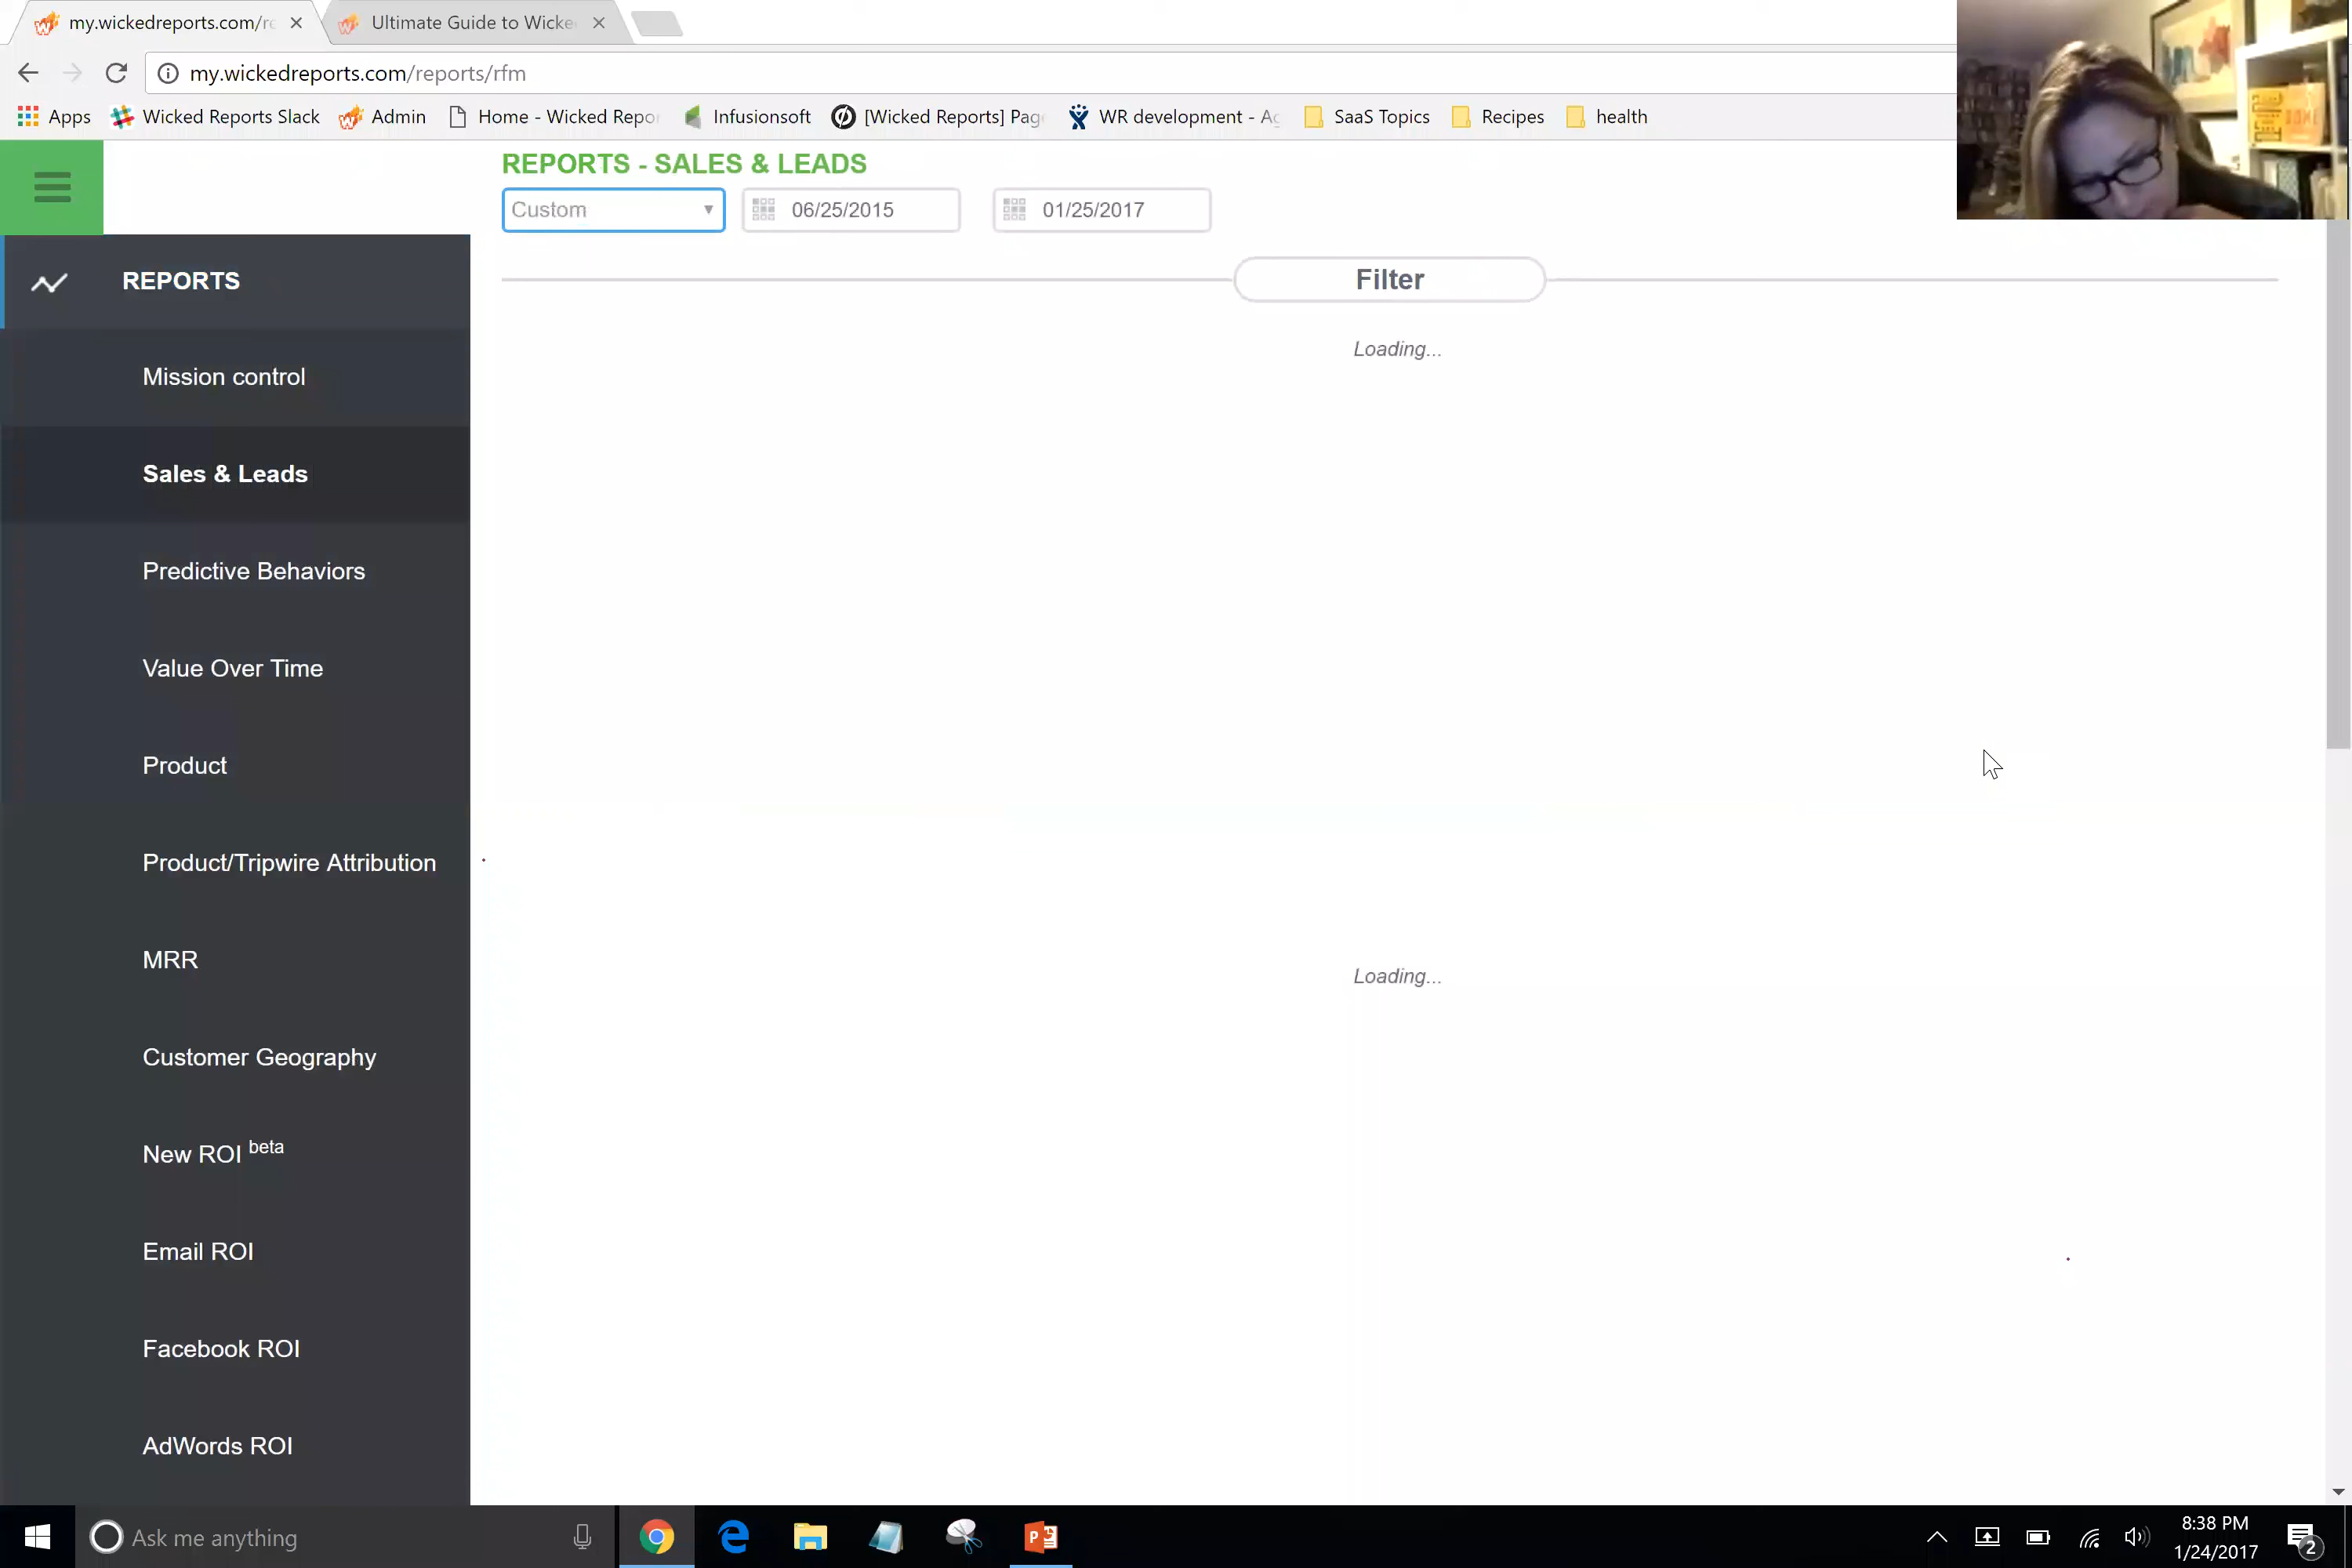 my.wickedreports.com/re
Ultimate Guide to Wicke
my.wickedreports.com/reports/rfm
Apps
Wicked Reports Slack
Admin
Home - Wicked Repor
Infusionsoft
[Wicked Reports] Pag
WR development - Ag
SaaS Topics
Recipes
health
REPORTS - SALES & LEADS
Custom
06/25/2015
01/25/2017
Filter
Loading...
Loading...
REPORTS
Mission control
Sales & Leads
Predictive Behaviors
Value Over Time
Product
Product/Tripwire Attribution
MRR
Customer Geography
New ROI beta
Email ROI
Facebook ROI
AdWords ROI
Ask me anything
8:38 PM
1/24/2017
2